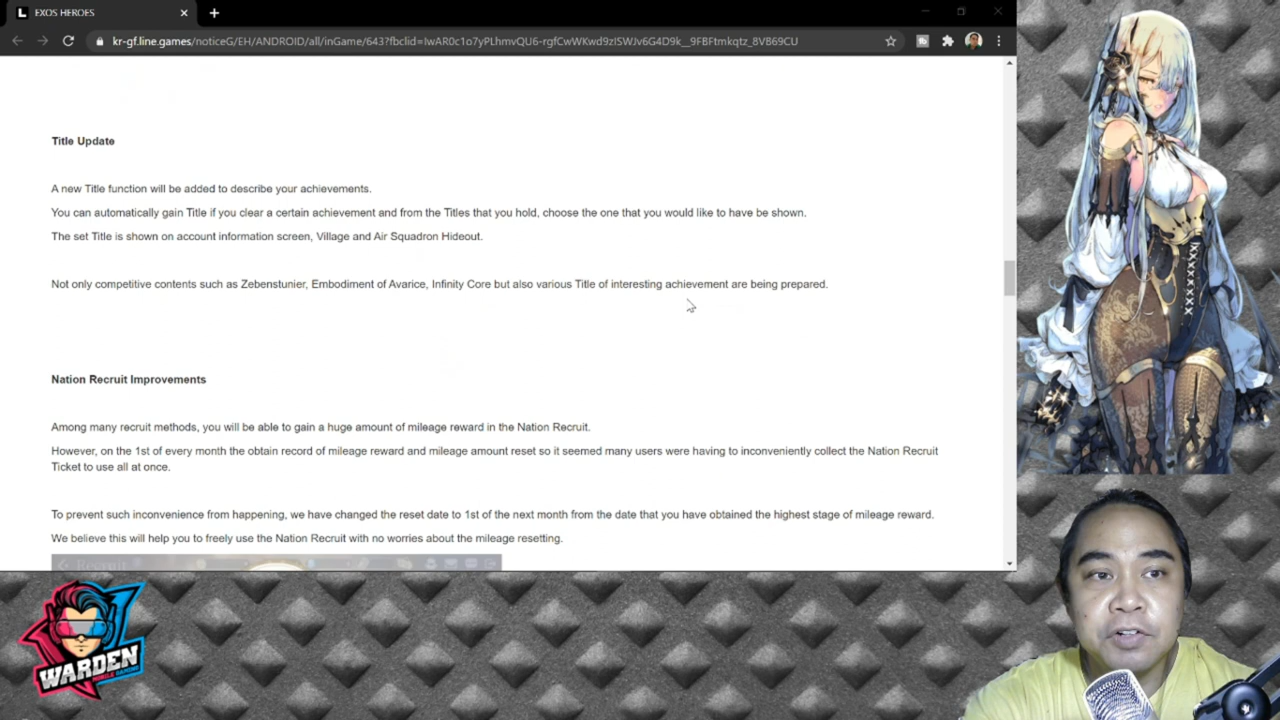 EXOS HEROES
kr-gf.line.games/noticeG/EH/ANDROID/all/inGame/643?fbclid=IwAR0c1o7yPLhmvQU6-rgfCwWKwd9zISWJv6G4D9k__9FBFtmkqtz_8VB69CU
Title Update
A new Title function will be added to describe your achievements.
You can automatically gain Title if you clear a certain achievement and from the Titles that you hold, choose the one that you would like to have be shown.
The set Title is shown on account information screen, Village and Air Squadron Hideout.
Not only competitive contents such as Zebenstunier, Embodiment of Avarice, Infinity Core but also various Title of interesting achievement are being prepared.
Nation Recruit Improvements
Among many recruit methods, you will be able to gain a huge amount of mileage reward in the Nation Recruit.
However, on the 1st of every month the obtain record of mileage reward and mileage amount reset so it seemed many users were having to inconveniently collect the Nation Recruit
Ticket to use all at once.
To prevent such inconvenience from happening, we have changed the reset date to 1st of the next month from the date that you have obtained the highest stage of mileage reward.
We believe this will help you to freely use the Nation Recruit with no worries about the mileage resetting.
Recruit
WARDEN
MOBILE GAMING